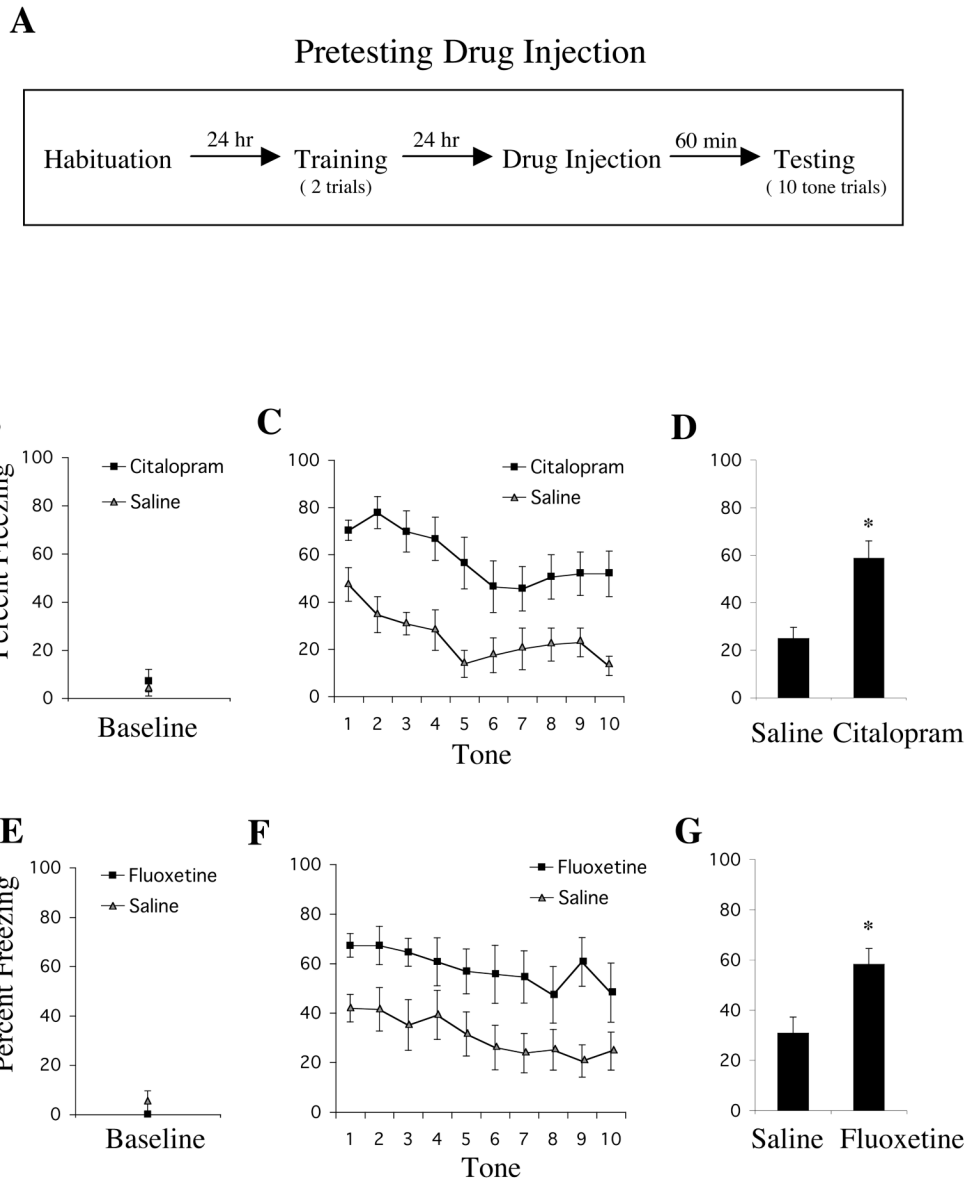 A
Pretesting Drug Injection
Habituation 24 hr Training 24 hr Drug Injection 60 min Testing
( 2 trials) ( 10 tone trials)
C
D
Percent Freezing
100
80
60
40
20
0
Citalopram
Saline
Baseline
100
80
60
40
20
0
Citalopram
Saline
1 2 3 4 5 6 7 8 9 10
Tone
100
80
60
40
20
0
*
Saline Citalopram
E
F
G
Percent Freezing
100
80
60
40
20
0
Fluoxetine
Saline
Baseline
100
80
60
40
20
0
Fluoxetine
Saline
1 2 3 4 5 6 7 8 9 10
Tone
100
80
60
40
20
0
*
Saline Fluoxetine